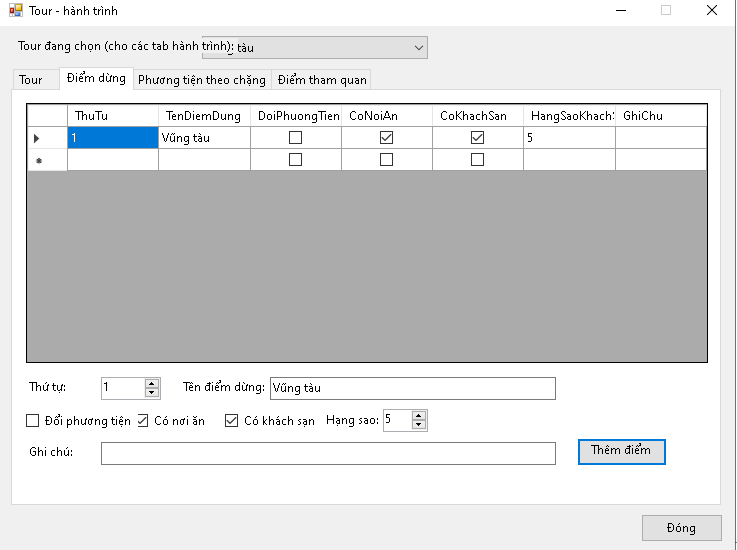 Tour - hành trình
Tour đang chọn (cho các tab hành trình): tàu
Tour Điểm dừng Phương tiện theo chặng Điểm tham quan
ThuTu TenDiemDung DoiPhuongTien CoNoiAn CoKhachSan HangSaoKhach GhiChu
1 Vũng tàu 5
Thứ tự: 1 Tên điểm dừng: Vũng tàu
Đổi phương tiện Có nơi ăn Có khách sạn Hạng sao: 5
Ghi chú: Thêm điểm
Đóng